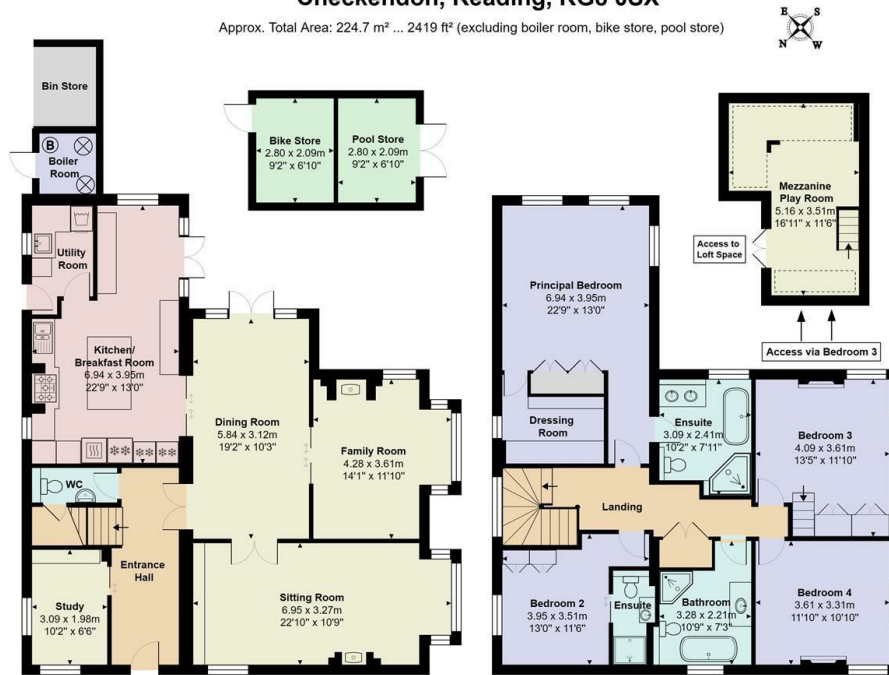 Checkendon, Reading, RG8
Approx. Total Area: 224.7 m² ... 2419 ft² (excluding boiler room, bike store, pool store)
E
S
N
W
Bin Store
B
Boiler
Room
Bike Store
2.80 x 2.09m
9'2" x 6'10"
Pool Store
2.80 x 2.09m
9'2" x 6'10"
Utility
Room
Kitchen/
Breakfast Room
6.94 x 3.95m
22'9" x 13'0"
Dining Room
5.84 x 3.12m
19'2" x 10'3"
Family Room
4.28 x 3.61m
14'1" x 11'10"
WC
Entrance
Hall
Study
3.09 x 1.98m
10'2" x 6'6"
Sitting Room
6.95 x 3.27m
22'10" x 10'9"
Principal Bedroom
6.94 x 3.95m
22'9" x 13'0"
Dressing
Room
Ensuite
3.09 x 2.41m
10'2" x 7'11"
Bedroom 3
4.09 x 3.61m
13'5" x 11'10"
Landing
Bedroom 2
3.95 x 3.51m
13'0" x 11'6"
Ensuite
Bathroom
3.28 x 2.21m
10'9" x 7'3"
Bedroom 4
3.61 x 3.31m
11'10" x 10'10"
Mezzanine
Play Room
5.16 x 3.51m
16'11" x 11'6"
Access to
Loft Space
Access via Bedroom 3